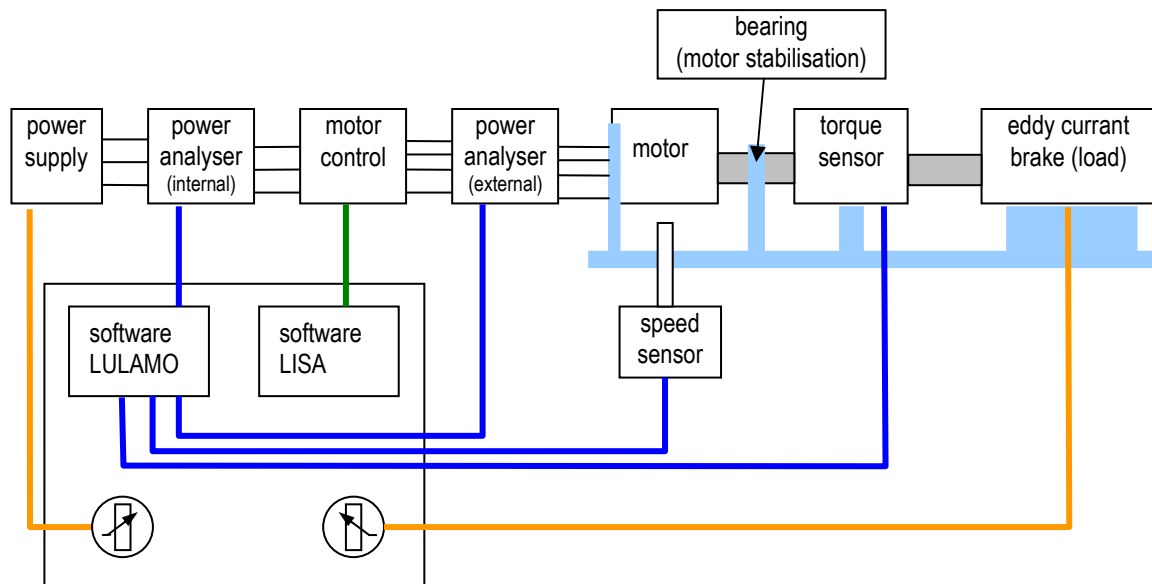 bearing
(motor stabilisation)
power
supply
power
analyser
(internal)
motor
control
power
analyser
(external)
motor
torque
sensor
eddy currant
brake (load)
software
LULAMO
software
LISA
speed
sensor